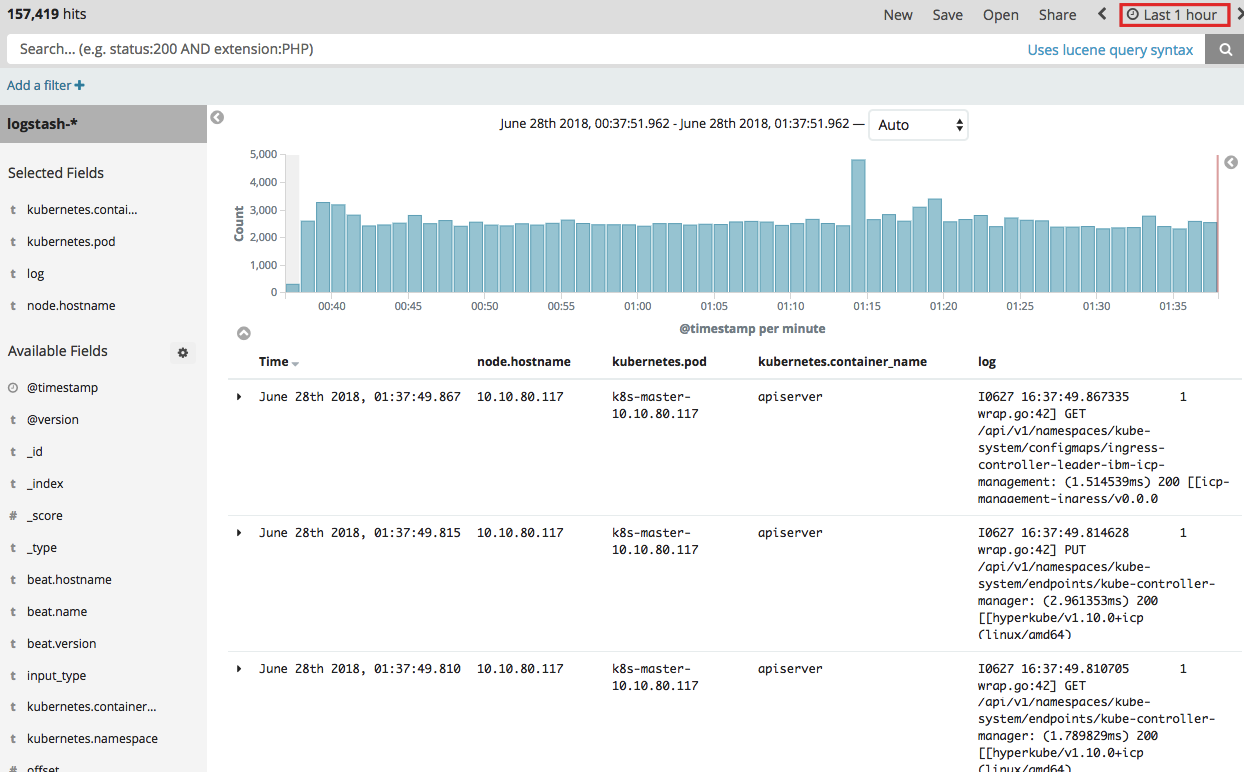 157,419 hits
New Save Open Share Last 1 hour
Search... (e.g. status:200 AND extension:PHP)
Uses lucene query syntax
Add a filter
logstash-*
Selected Fields
t kubernetes.contai...
t kubernetes.pod
t log
t node.hostname
Available Fields
@timestamp
t @version
t _id
t _index
# _score
t _type
t beat.hostname
t beat.name
t beat.version
t input_type
t kubernetes.container...
t kubernetes.namespace
# offset
June 28th 2018, 00:37:51.962 - June 28th 2018, 01:37:51.962 — Auto
5,000
4,000
3,000
2,000
1,000
0
Count
00:40 00:45 00:50 00:55 01:00 01:05 01:10 01:15 01:20 01:25 01:30 01:35
@timestamp per minute
Time node.hostname kubernetes.pod kubernetes.container_name log
June 28th 2018, 01:37:49.867 10.10.80.117 k8s-master- apiserver I0627 16:37:49.867335 1
10.10.80.117 wrap.go:42] GET
/api/v1/namespaces/kube-
system/configmaps/ingress-
controller-leader-ibm-icp-
management: (1.514539ms) 200 [[icp-
management-ingress/v0.0.0
June 28th 2018, 01:37:49.815 10.10.80.117 k8s-master- apiserver I0627 16:37:49.814628 1
10.10.80.117 wrap.go:42] PUT
/api/v1/namespaces/kube-
system/endpoints/kube-controller-
manager: (2.961353ms) 200
[[hyperkube/v1.10.0+icp
(linux/amd64)
June 28th 2018, 01:37:49.810 10.10.80.117 k8s-master- apiserver I0627 16:37:49.810705 1
10.10.80.117 wrap.go:42] GET
/api/v1/namespaces/kube-
system/endpoints/kube-controller-
manager: (1.789829ms) 200
[[hyperkube/v1.10.0+icp
(linux/amd64)